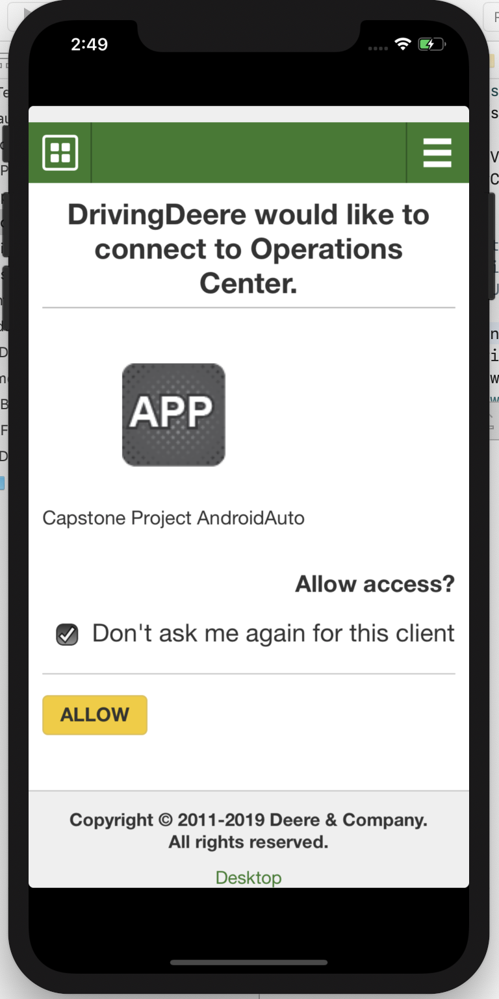 2:49
DrivingDeere would like to
connect to Operations
Center.
APP
Capstone Project AndroidAuto
Allow access?
Don't ask me again for this client
ALLOW
Copyright © 2011-2019 Deere & Company.
All rights reserved.
Desktop